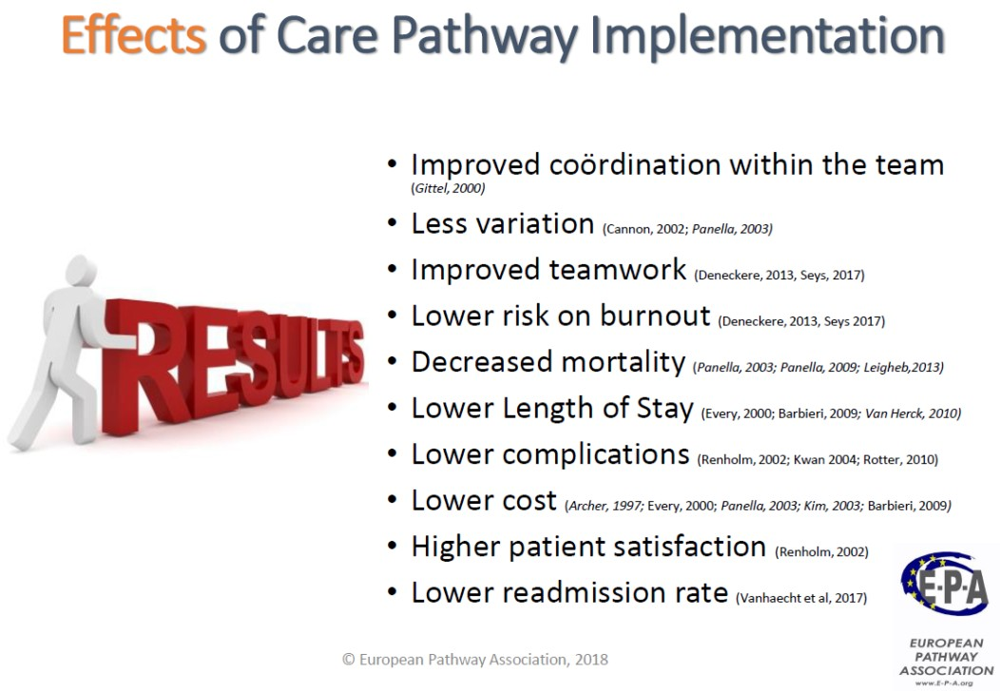 Effects of Care Pathway Implementation
RESULTS
• Improved coördination within the team
(Gittel, 2000)
• Less variation (Cannon, 2002; Panella, 2003)
• Improved teamwork (Deneckere, 2013, Seys, 2017)
• Lower risk on burnout (Deneckere, 2013, Seys 2017)
• Decreased mortality (Panella, 2003; Panella, 2009; Leigheb,2013)
• Lower Length of Stay (Every, 2000; Barbieri, 2009; Van Herck, 2010)
• Lower complications (Renholm, 2002; Kwan 2004; Rotter, 2010)
• Lower cost (Archer, 1997; Every, 2000; Panella, 2003; Kim, 2003; Barbieri, 2009)
• Higher patient satisfaction (Renholm, 2002)
• Lower readmission rate (Vanhaecht et al, 2017)
E-P-A
EUROPEAN
PATHWAY
ASSOCIATION
www.E-P-A.org
© European Pathway Association, 2018